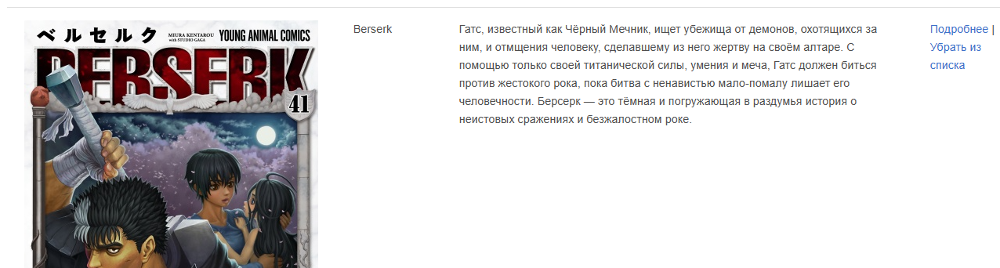 ベルセルク
MIURA KENTAROU
with STUDIO GAGA
YOUNG ANIMAL COMICS
BERSERK
41
Berserk
Гатс, известный как Чёрный Мечник, ищет убежища от демонов, охотящихся за
ним, и отмщения человеку, сделавшему из него жертву на своём алтаре. С
помощью только своей титанической силы, умения и меча, Гатс должен биться
против жестокого рока, пока битва с ненавистью мало-помалу лишает его
человечности. Берсерк — это тёмная и погружающая в раздумья история о
неистовых сражениях и безжалостном роке.
Подробнее |
Убрать из
списка